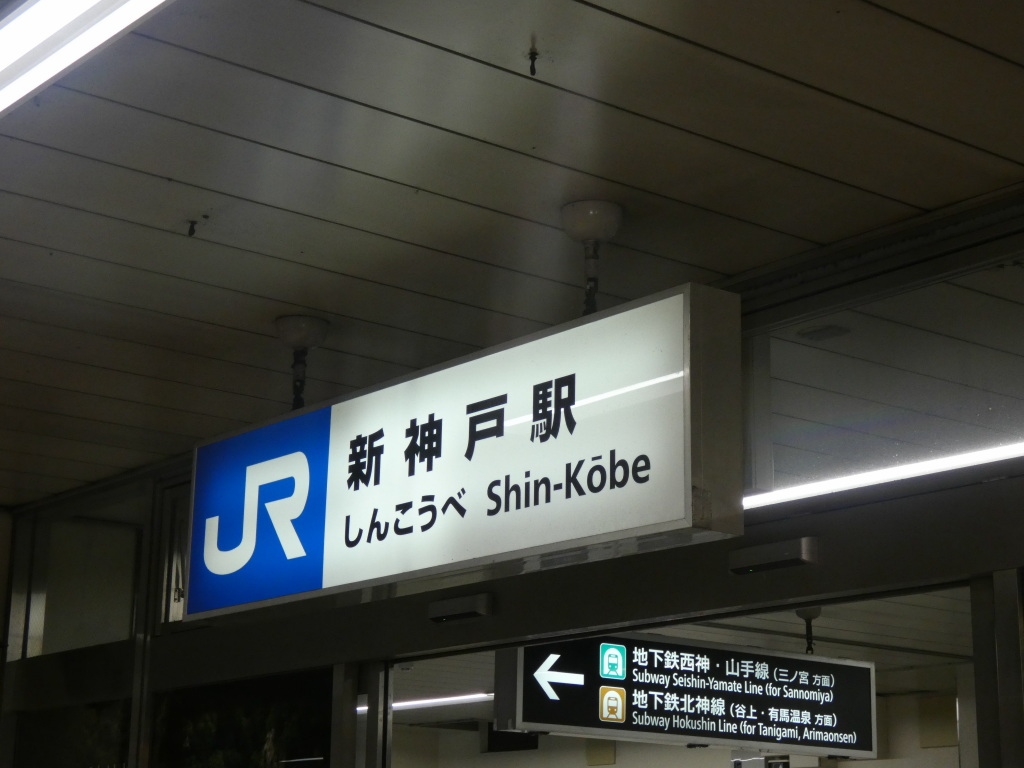 JR
新神戸駅
しんこうべ Shin-Kōbe
地下鉄西神・山手線（三ノ宮 方面）
Subway Seishin-Yamate Line (for Sannomiya)
地下鉄北神線（谷上・有馬温泉 方面）
Subway Hokushin Line (for Tanigami, Arimaonsen)